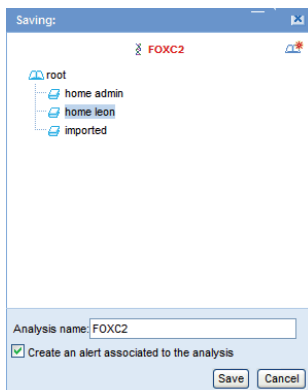 Saving:
FOXC2
root
home admin
home leon
imported
Analysis name: FOXC2
Create an alert associated to the analysis
Save Cancel